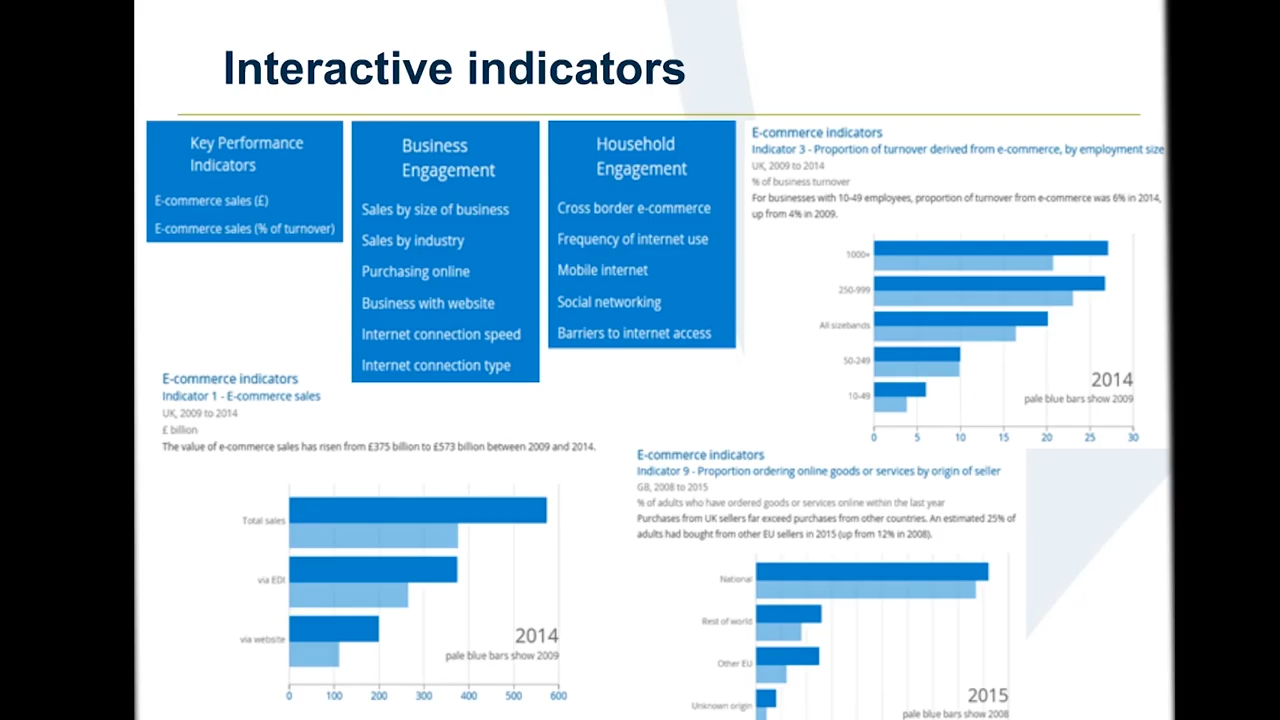 Interactive indicators
Key Performance
Indicators
E-commerce sales (£)
E-commerce sales (% of turnover)
Business
Engagement
Sales by size of business
Sales by industry
Purchasing online
Business with website
Internet connection speed
Internet connection type
Household
Engagement
Cross border e-commerce
Frequency of internet use
Mobile internet
Social networking
Barriers to internet access
E-commerce indicators
Indicator 3 - Proportion of turnover derived from e-commerce, by employment size
UK, 2009 to 2014
% of business turnover
For businesses with 10-49 employees, proportion of turnover from e-commerce was 6% in 2014,
up from 4% in 2009.
1000+
250-999
All sizebands
50-249
10-49
2014
pale blue bars show 2009
0 5 10 15 20 25 30
E-commerce indicators
Indicator 1 - E-commerce sales
UK, 2009 to 2014
£ billion
The value of e-commerce sales has risen from £375 billion to £573 billion between 2009 and 2014.
Total sales
via EDI
via website
2014
pale blue bars show 2009
0 100 200 300 400 500 600
E-commerce indicators
Indicator 9 - Proportion ordering online goods or services by origin of seller
GB, 2008 to 2015
% of adults who have ordered goods or services online within the last year
Purchases from UK sellers far exceed purchases from other countries. An estimated 25% of
adults had bought from other EU sellers in 2015 (up from 12% in 2008).
National
Rest of world
Other EU
Unknown origin
2015
pale blue bars show 2008